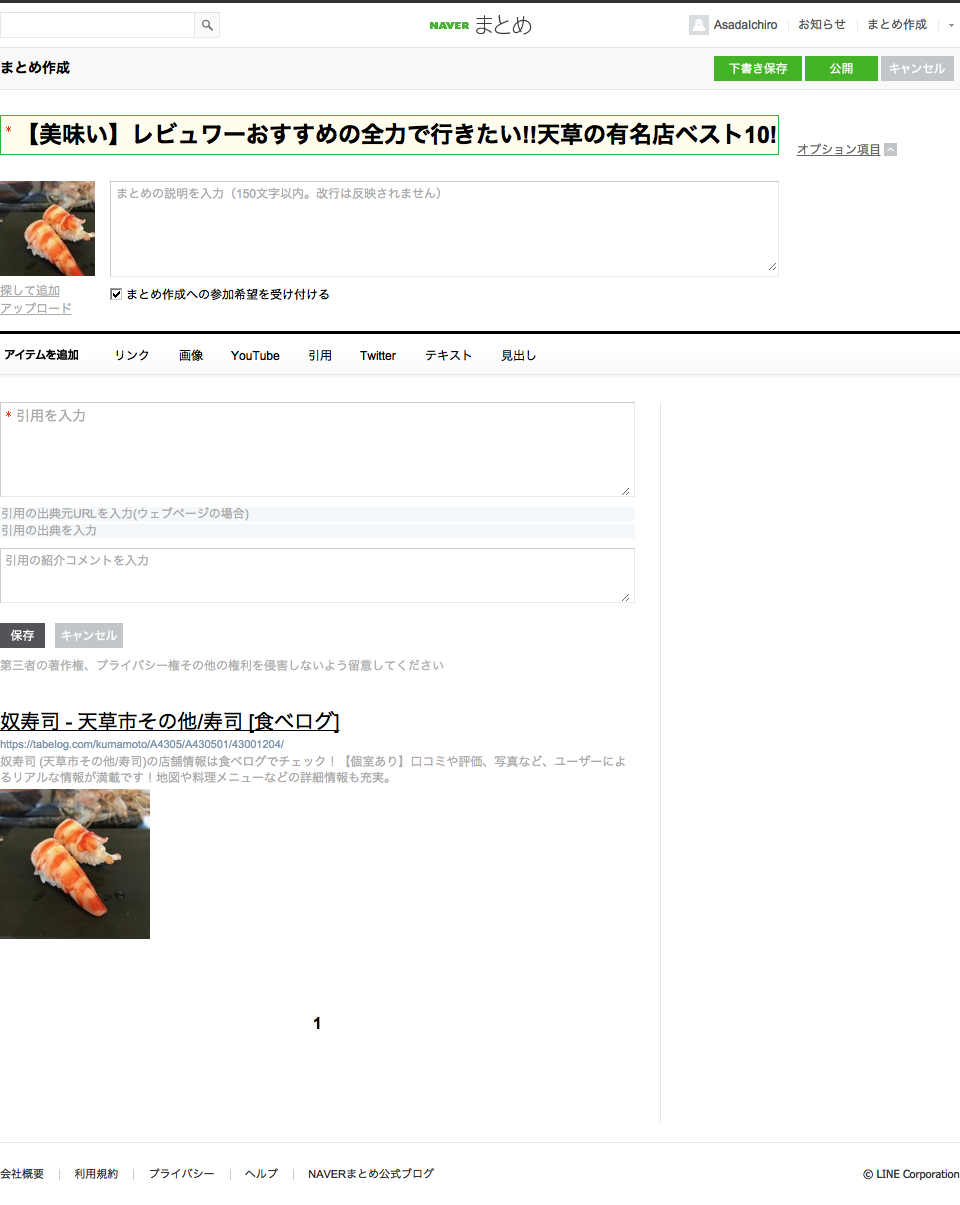 NAVER まとめ
AsadaIchiro お知らせ まとめ作成
まとめ作成
下書き保存 公開 キャンセル
* 【美味い】レビュワーおすすめの全力で行きたい!!天草の有名店ベスト10!
オプション項目
まとめの説明を入力（150文字以内。改行は反映されません）
探して追加
アップロード
まとめ作成への参加希望を受け付ける
アイテムを追加 リンク 画像 YouTube 引用 Twitter テキスト 見出し
* 引用を入力
引用の出典元URLを入力(ウェブページの場合)
引用の出典を入力
引用の紹介コメントを入力
保存 キャンセル
第三者の著作権、プライバシー権その他の権利を侵害しないよう留意してください
奴寿司 - 天草市その他/寿司 [食べログ]
https://tabelog.com/kumamoto/A4305/A430501/43001204/
奴寿司 (天草市その他/寿司)の店舗情報は食べログでチェック！【個室あり】口コミや評価、写真など、ユーザーによ
るリアルな情報が満載です！地図や料理メニューなどの詳細情報も充実。
1
会社概要 利用規約 プライバシー ヘルプ NAVERまとめ公式ブログ
© LINE Corporation